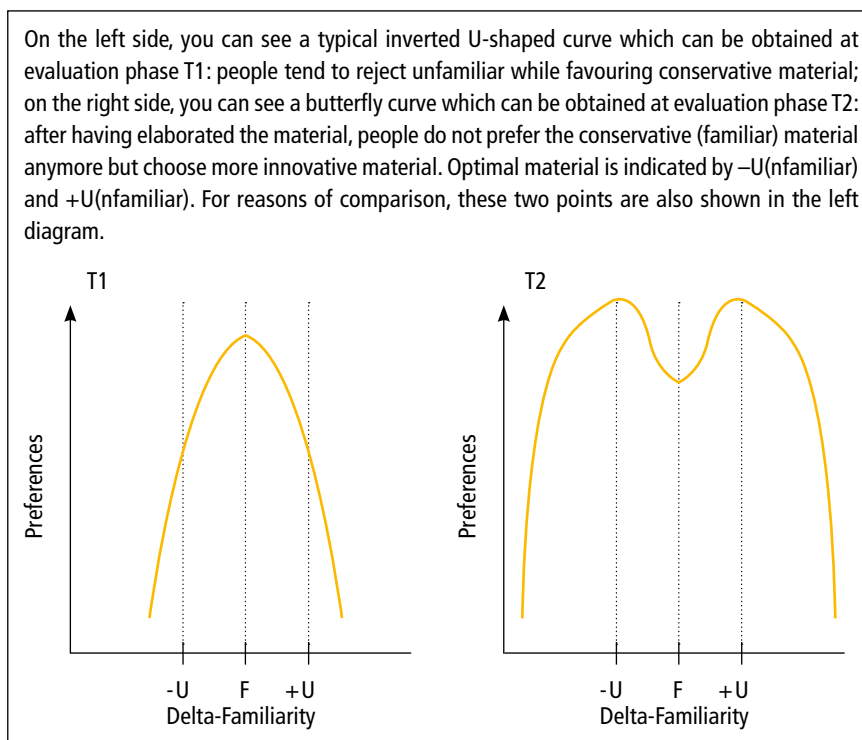 On the left side, you can see a typical inverted U-shaped curve which can be obtained at
evaluation phase T1: people tend to reject unfamiliar while favouring conservative material;
on the right side, you can see a butterfly curve which can be obtained at evaluation phase T2:
after having elaborated the material, people do not prefer the conservative (familiar) material
anymore but choose more innovative material. Optimal material is indicated by –U(nfamiliar)
and +U(nfamiliar). For reasons of comparison, these two points are also shown in the left
diagram.
T1
Preferences
-U F +U
Delta-Familiarity
T2
Preferences
-U F +U
Delta-Familiarity